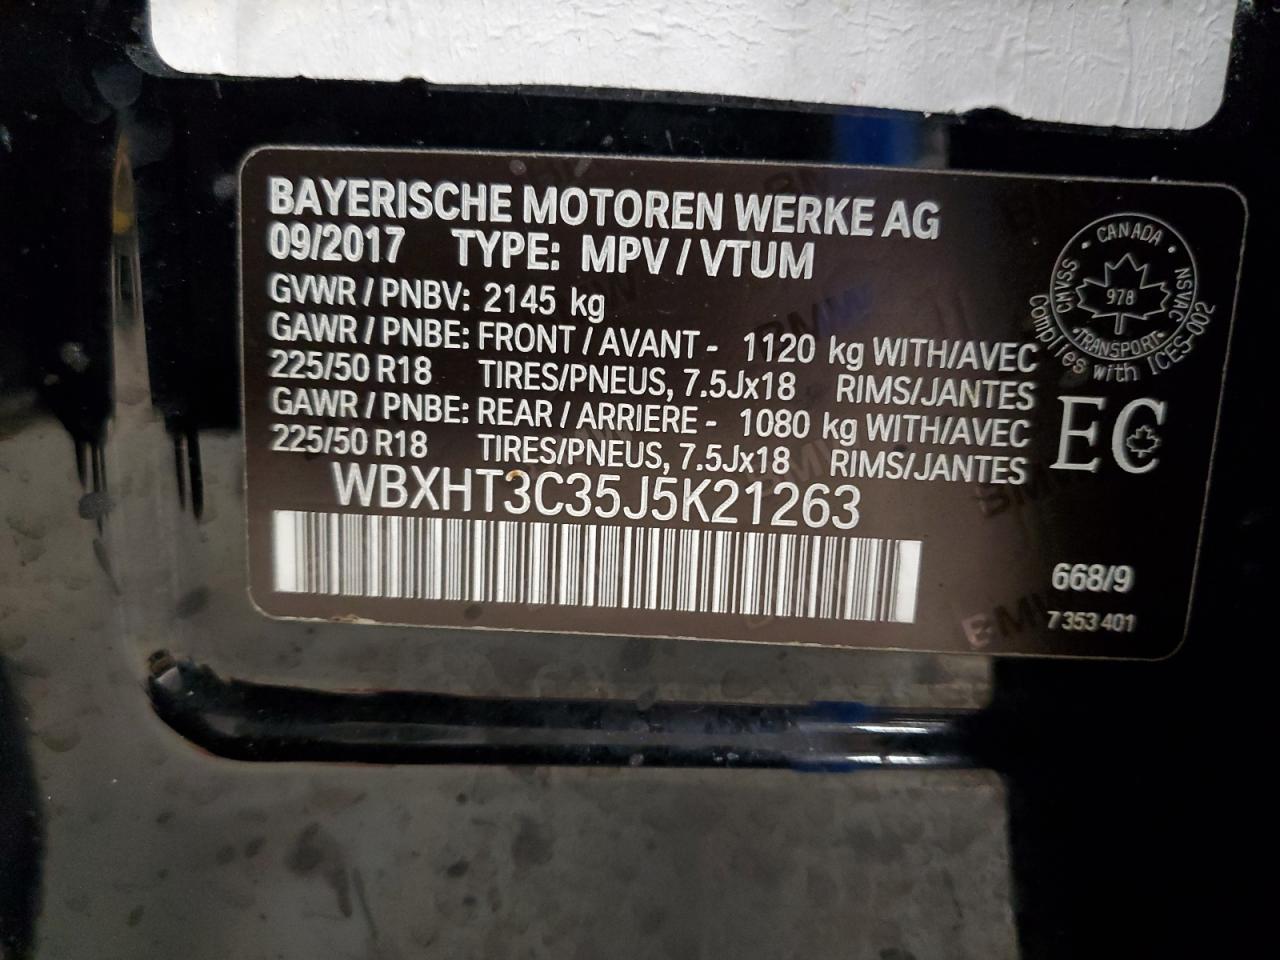 BAYERISCHE MOTOREN WERKE AG
09/2017 TYPE: MPV / VTUM
GVWR / PNBV: 2145 kg
GAWR / PNBE: FRONT / AVANT - 1120 kg WITH/AVEC
225/50 R18 TIRES/PNEUS, 7.5Jx18 RIMS/JANTES
GAWR / PNBE: REAR / ARRIERE - 1080 kg WITH/AVEC
225/50 R18 TIRES/PNEUS, 7.5Jx18 RIMS/JANTES
WBXHT3C35J5K21263
CANADA
CMVSS
NSVAC
978
TRANSPORT
Complies with ICES-002
EC
668/9
7 353 401
BMW